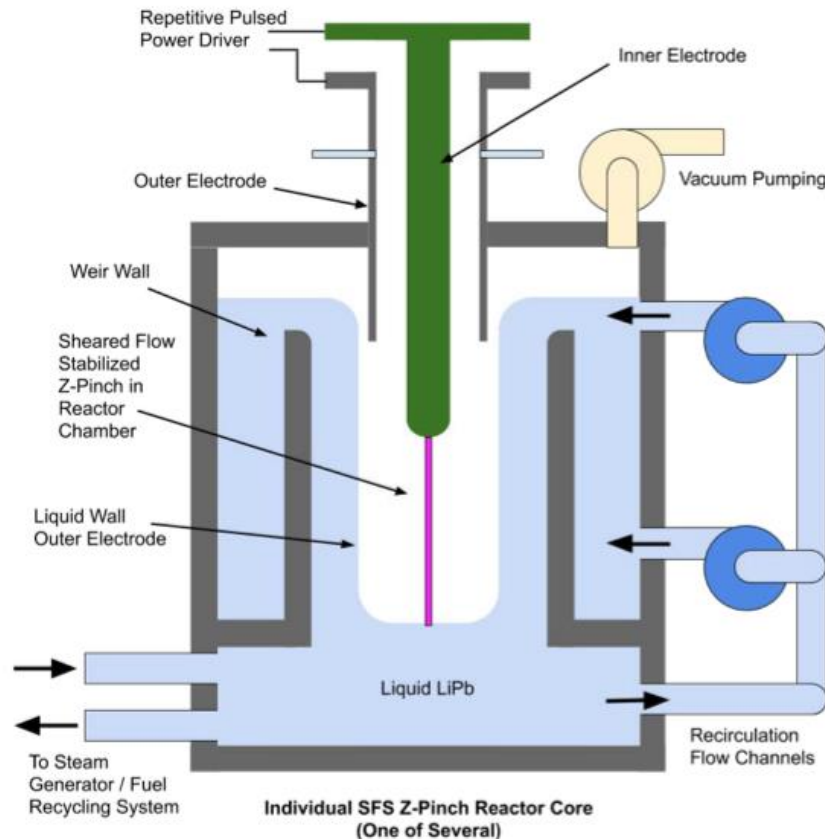 Repetitive Pulsed
Power Driver
Inner Electrode
Outer Electrode
Vacuum Pumping
Weir Wall
Sheared Flow
Stabilized
Z-Pinch in
Reactor
Chamber
Liquid Wall
Outer Electrode
Liquid LiPb
To Steam
Generator / Fuel
Recycling System
Recirculation
Flow Channels
Individual SFS Z-Pinch Reactor Core
(One of Several)